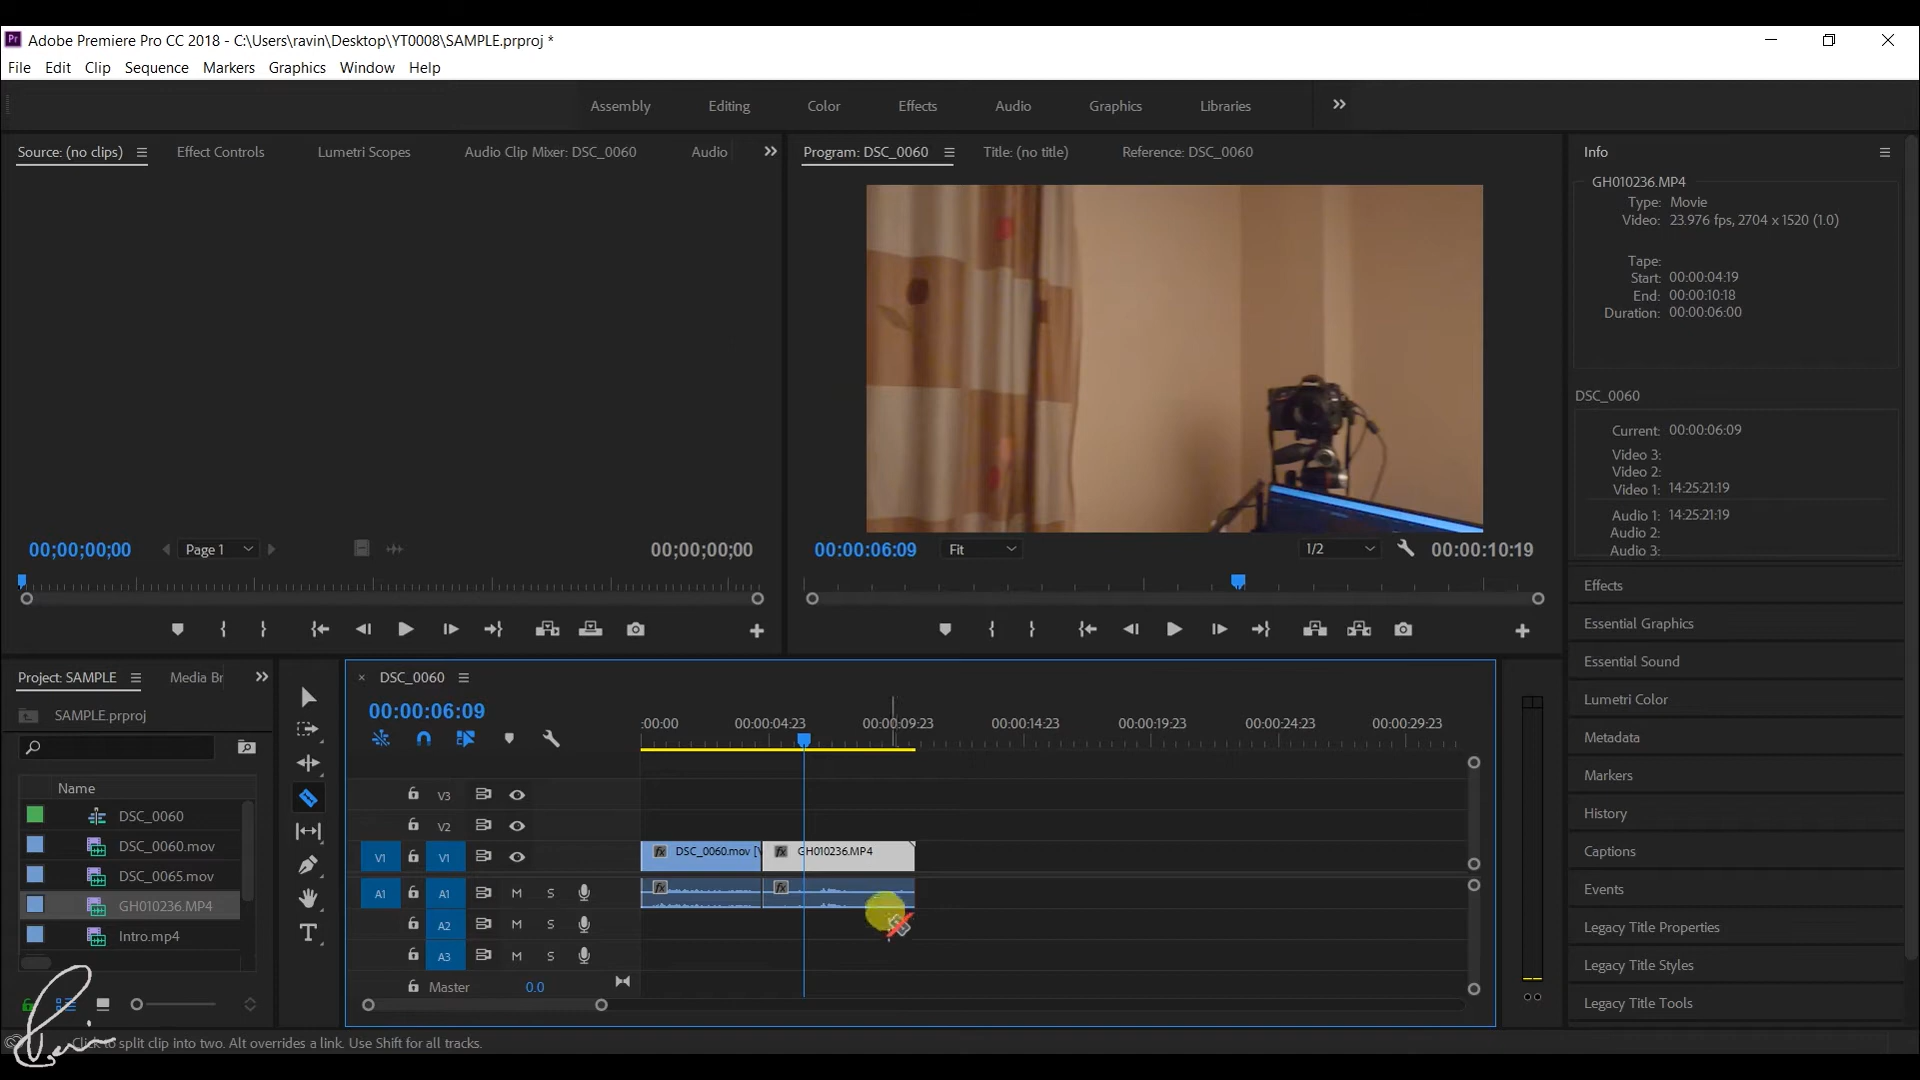 Adobe Premiere Pro CC 2018 - C:\Users\ravin\Desktop\YT0008\SAMPLE.prproj *
File Edit Clip Sequence Markers Graphics Window Help
Assembly Editing Color Effects Audio Graphics Libraries
Source: (no clips) Effect Controls Lumetri Scopes Audio Clip Mixer: DSC_0060 Audio
Program: DSC_0060 Title: (no title) Reference: DSC_0060
Info
GH010236.MP4
Type: Movie
Video: 23.976 fps, 2704 x 1520 (1.0)
Tape:
Start: 00:00:04:19
End: 00:00:10:18
Duration: 00:00:06:00
DSC_0060
Current: 00:00:06:09
Video 3:
Video 2:
Video 1: 14:25:21:19
Audio 1: 14:25:21:19
Audio 2:
Audio 3:
00;00;00;00 Page 1 00;00;00;00
00:00:06:09 Fit 1/2 00:00:10:19
Effects
Essential Graphics
Essential Sound
Lumetri Color
Metadata
Markers
History
Captions
Events
Legacy Title Properties
Legacy Title Styles
Legacy Title Tools
Project: SAMPLE Media Br
SAMPLE.prproj
Name
DSC_0060
DSC_0060.mov
DSC_0065.mov
GH010236.MP4
Intro.mp4
DSC_0060
00:00:06:09
:00:00 00:00:04:23 00:00:09:23 00:00:14:23 00:00:19:23 00:00:24:23 00:00:29:23
V3
V2
V1 V1 fx DSC_0060.mov [V fx GH010236.MP4
A1 A1 M S fx fx
A2 M S
A3 M S
Master 0.0
Click to split clip into two. Alt overrides a link. Use Shift for all tracks.